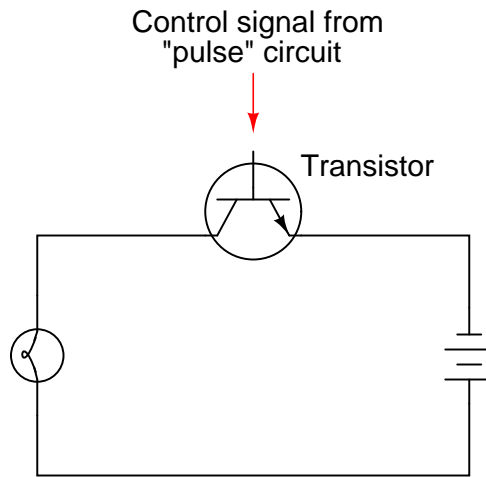 Control signal from
"pulse" circuit
Transistor